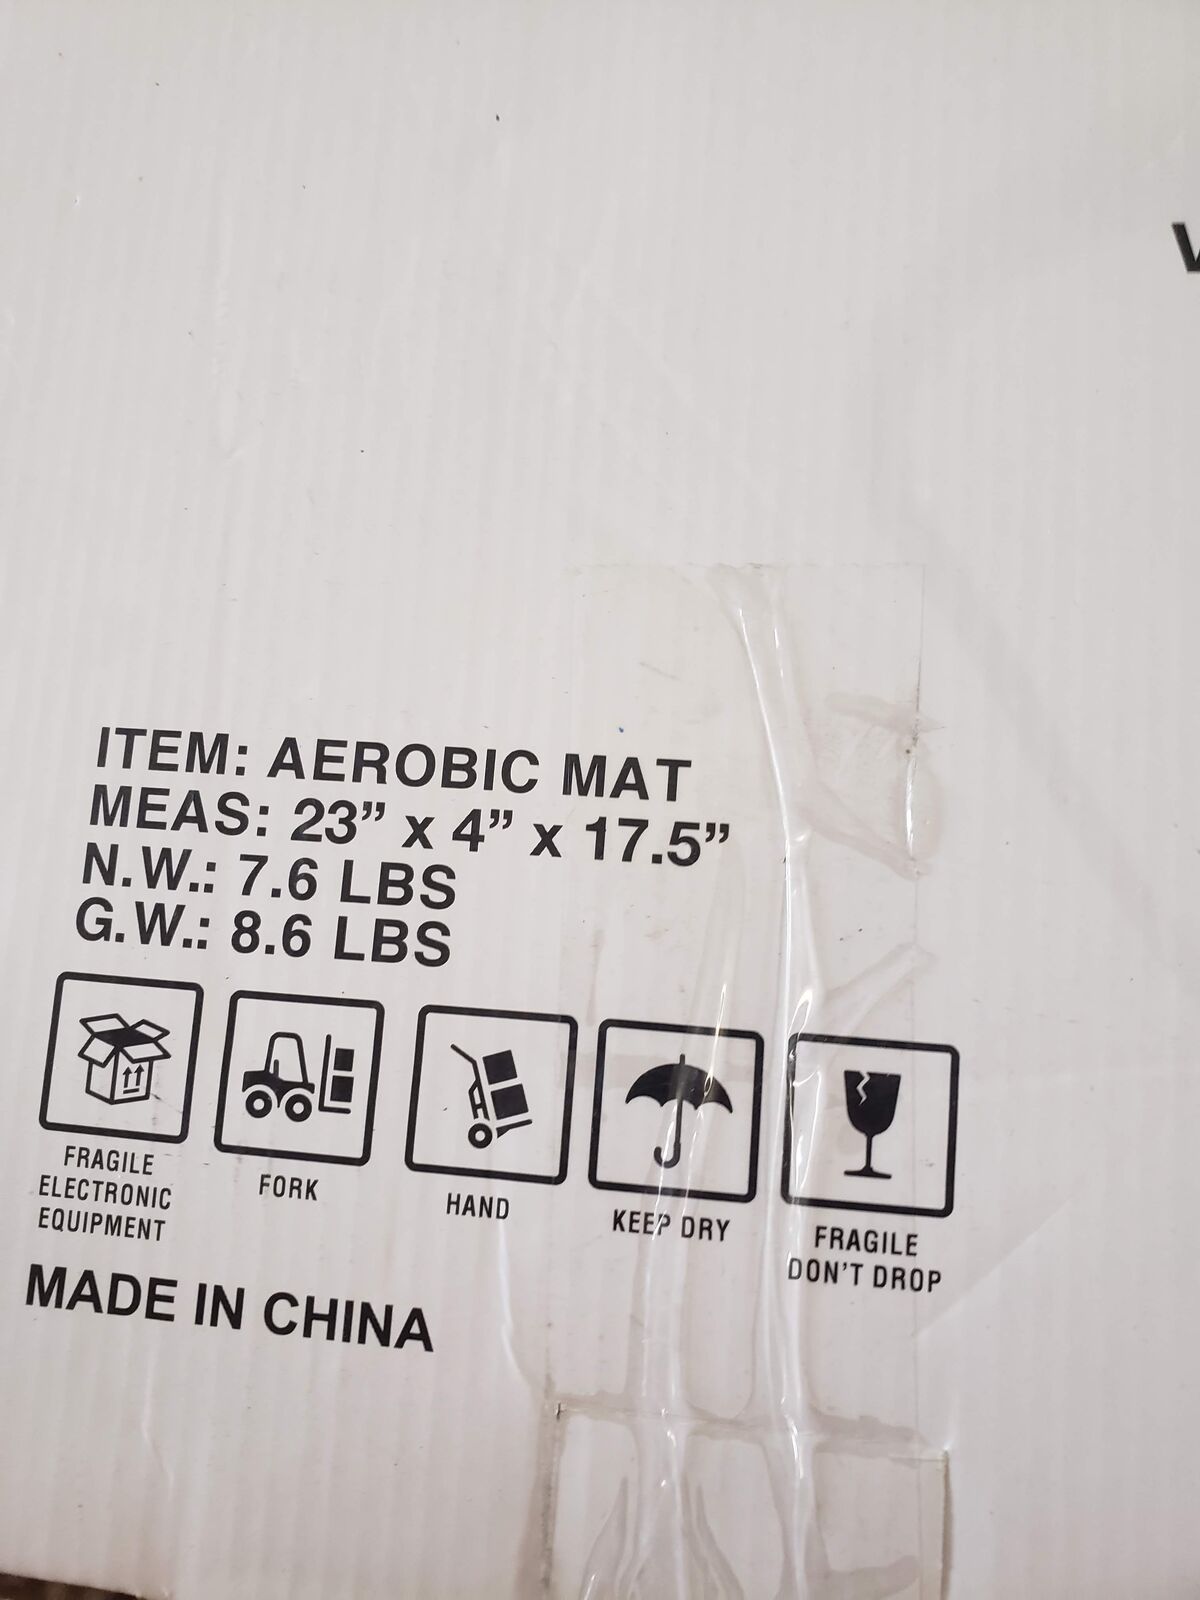 ITEM: AEROBIC MAT
MEAS: 23” x 4” x 17.5”
N.W.: 7.6 LBS
G.W.: 8.6 LBS
FRAGILE
ELECTRONIC
EQUIPMENT
FORK
HAND
KEEP DRY
FRAGILE
DON'T DROP
MADE IN CHINA